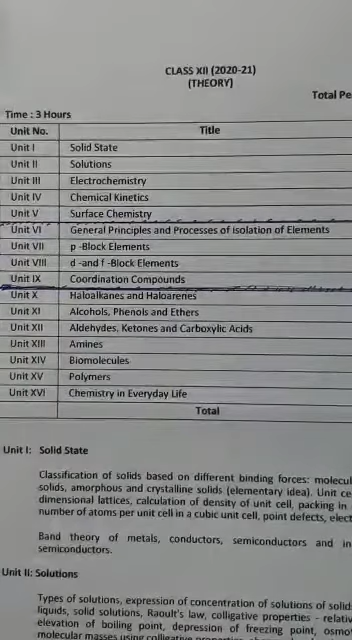 CLASS XII (2020-21)
(THEORY)
Total Pe
Time : 3 Hours
Unit No. Title
Unit I Solid State
Unit II Solutions
Unit III Electrochemistry
Unit IV Chemical Kinetics
Unit V Surface Chemistry
Unit VI General Principles and Processes of Isolation of Elements
Unit VII p -Block Elements
Unit VIII d -and f -Block Elements
Unit IX Coordination Compounds
Unit X Haloalkanes and Haloarenes
Unit XI Alcohols, Phenols and Ethers
Unit XII Aldehydes, Ketones and Carboxylic Acids
Unit XIII Amines
Unit XIV Biomolecules
Unit XV Polymers
Unit XVI Chemistry in Everyday Life
Total
Unit I: Solid State
Classification of solids based on different binding forces: molecul
solids, amorphous and crystalline solids (elementary idea). Unit ce
dimensional lattices, calculation of density of unit cell, packing in
number of atoms per unit cell in a cubic unit cell, point defects, elect
Band theory of metals, conductors, semiconductors and in
semiconductors.
Unit II: Solutions
Types of solutions, expression of concentration of solutions of solid
liquids, solid solutions, Raoult's law, colligative properties - relativ
elevation of boiling point, depression of freezing point, osmo
molecular masses using colligative